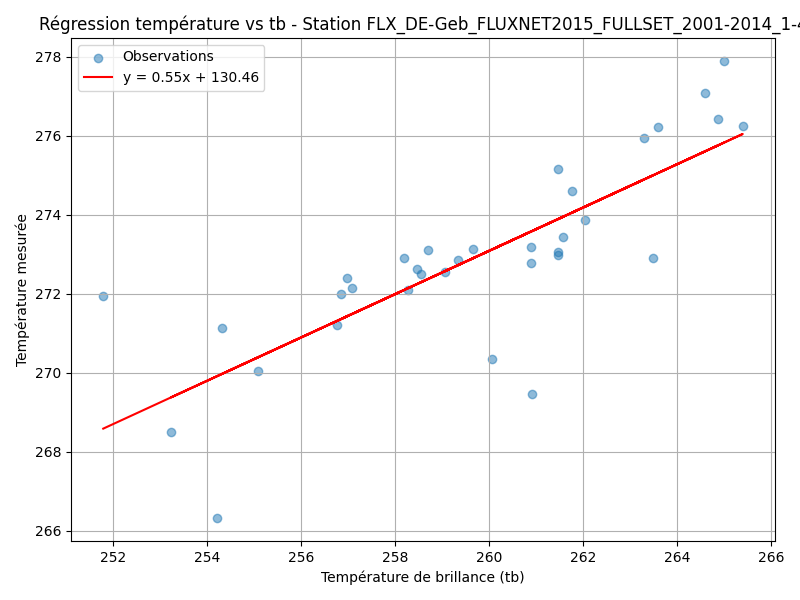 Régression température vs tb - Station FLX_DE-Geb_FLUXNET2015_FULLSET_2001-2014_1-4
Observations
y = 0.55x + 130.46
Température mesurée
278
276
274
272
270
268
266
252 254 256 258 260 262 264 266
Température de brillance (tb)